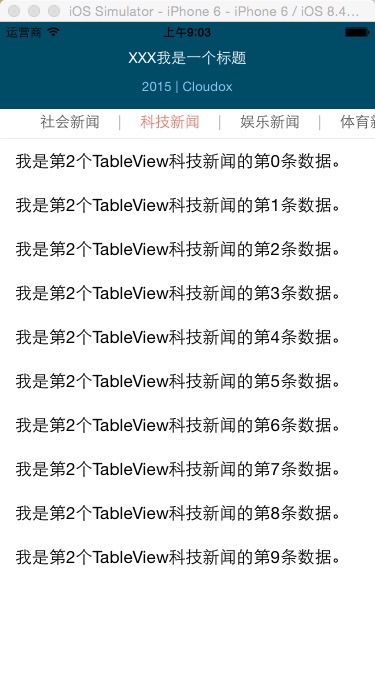 iOS Simulator - iPhone 6 - iPhone 6 / iOS 8.4...
运营商 上午9:03
XXX我是一个标题
2015 | Cloudox
社会新闻 | 科技新闻 | 娱乐新闻 | 体育新
我是第2个TableView科技新闻的第0条数据。
我是第2个TableView科技新闻的第1条数据。
我是第2个TableView科技新闻的第2条数据。
我是第2个TableView科技新闻的第3条数据。
我是第2个TableView科技新闻的第4条数据。
我是第2个TableView科技新闻的第5条数据。
我是第2个TableView科技新闻的第6条数据。
我是第2个TableView科技新闻的第7条数据。
我是第2个TableView科技新闻的第8条数据。
我是第2个TableView科技新闻的第9条数据。